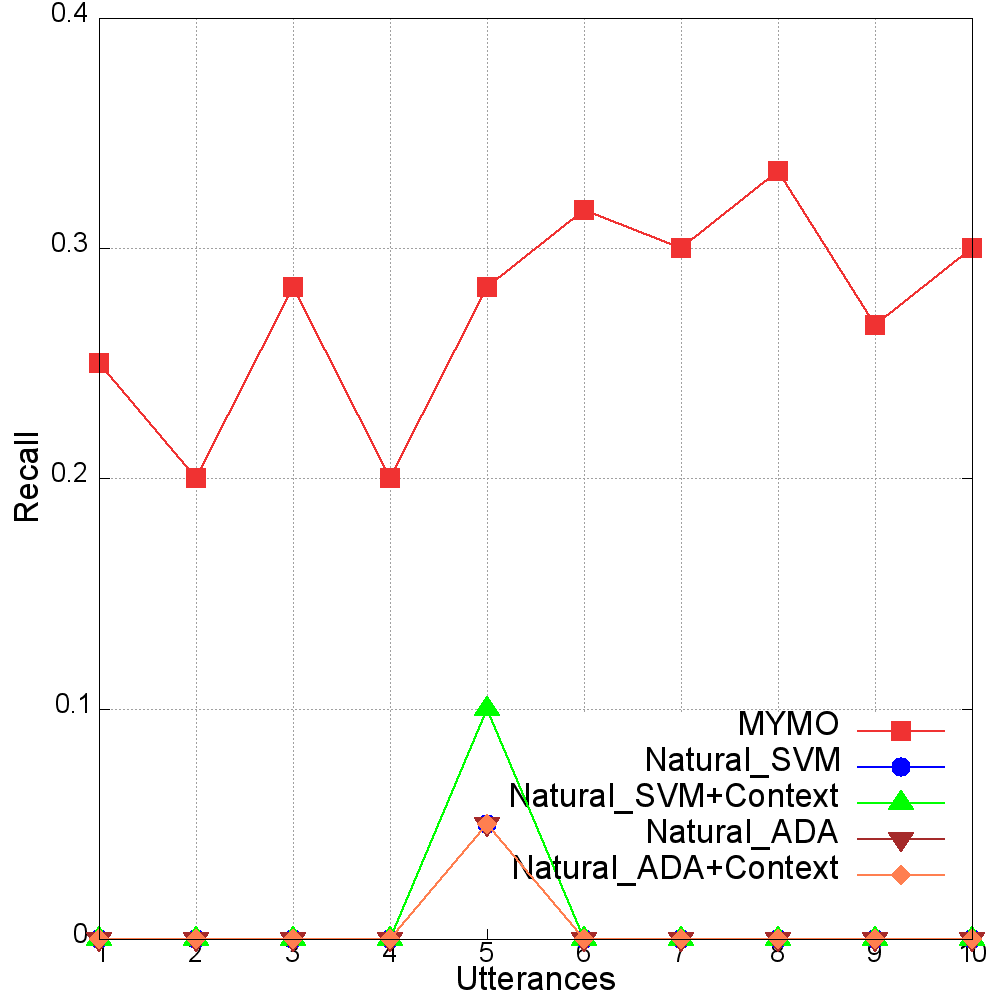 0.4
0.3
0.2
0.1
0
Recall
MYMO
Natural_SVM
Natural_SVM+Context
Natural_ADA
Natural_ADA+Context
1 2 3 4 5 6 7 8 9 10
Utterances